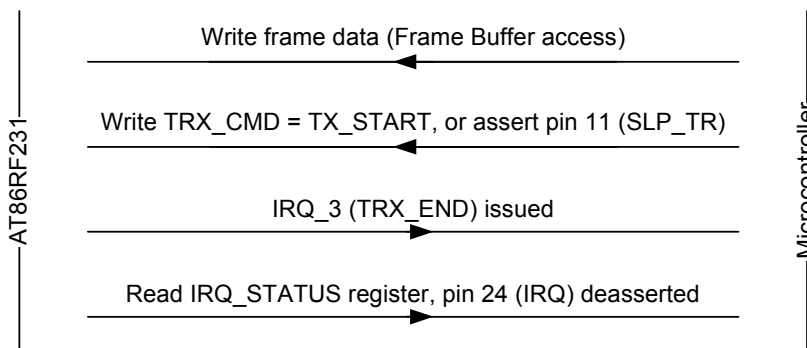 Write frame data (Frame Buffer access)
Write TRX_CMD = TX_START, or assert pin 11 (SLP_TR)
IRQ_3 (TRX_END) issued
Read IRQ_STATUS register, pin 24 (IRQ) deasserted
AT86RF231
Microcontroller